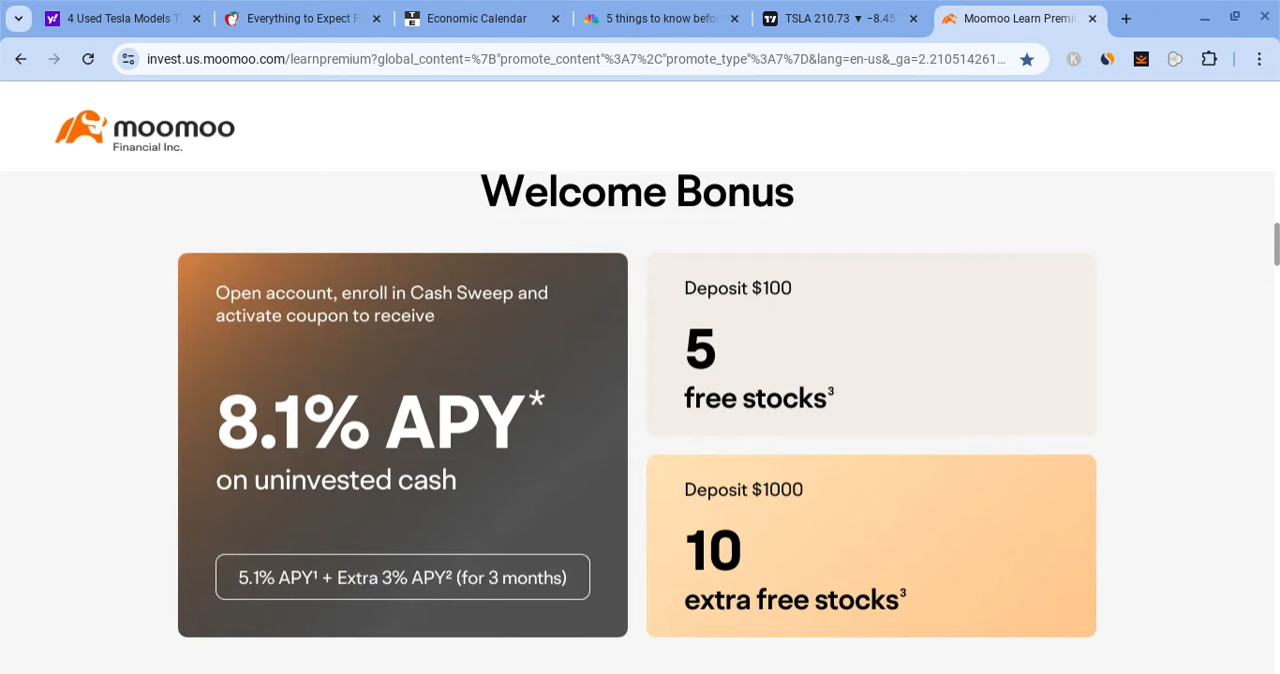 4 Used Tesla Models T
Everything to Expect F
Economic Calendar
5 things to know befo
TSLA 210.73 ▼ −8.45
Moomoo Learn Premi
invest.us.moomoo.com/learnpremium?global_content=%7B"promote_content"%3A7%2C"promote_type"%3A7%7D&lang=en-us&_ga=2.210514261...
moomoo
Financial Inc.
Welcome Bonus
Open account, enroll in Cash Sweep and
activate coupon to receive
8.1% APY*
on uninvested cash
5.1% APY¹ + Extra 3% APY² (for 3 months)
Deposit $100
5
free stocks³
Deposit $1000
10
extra free stocks³